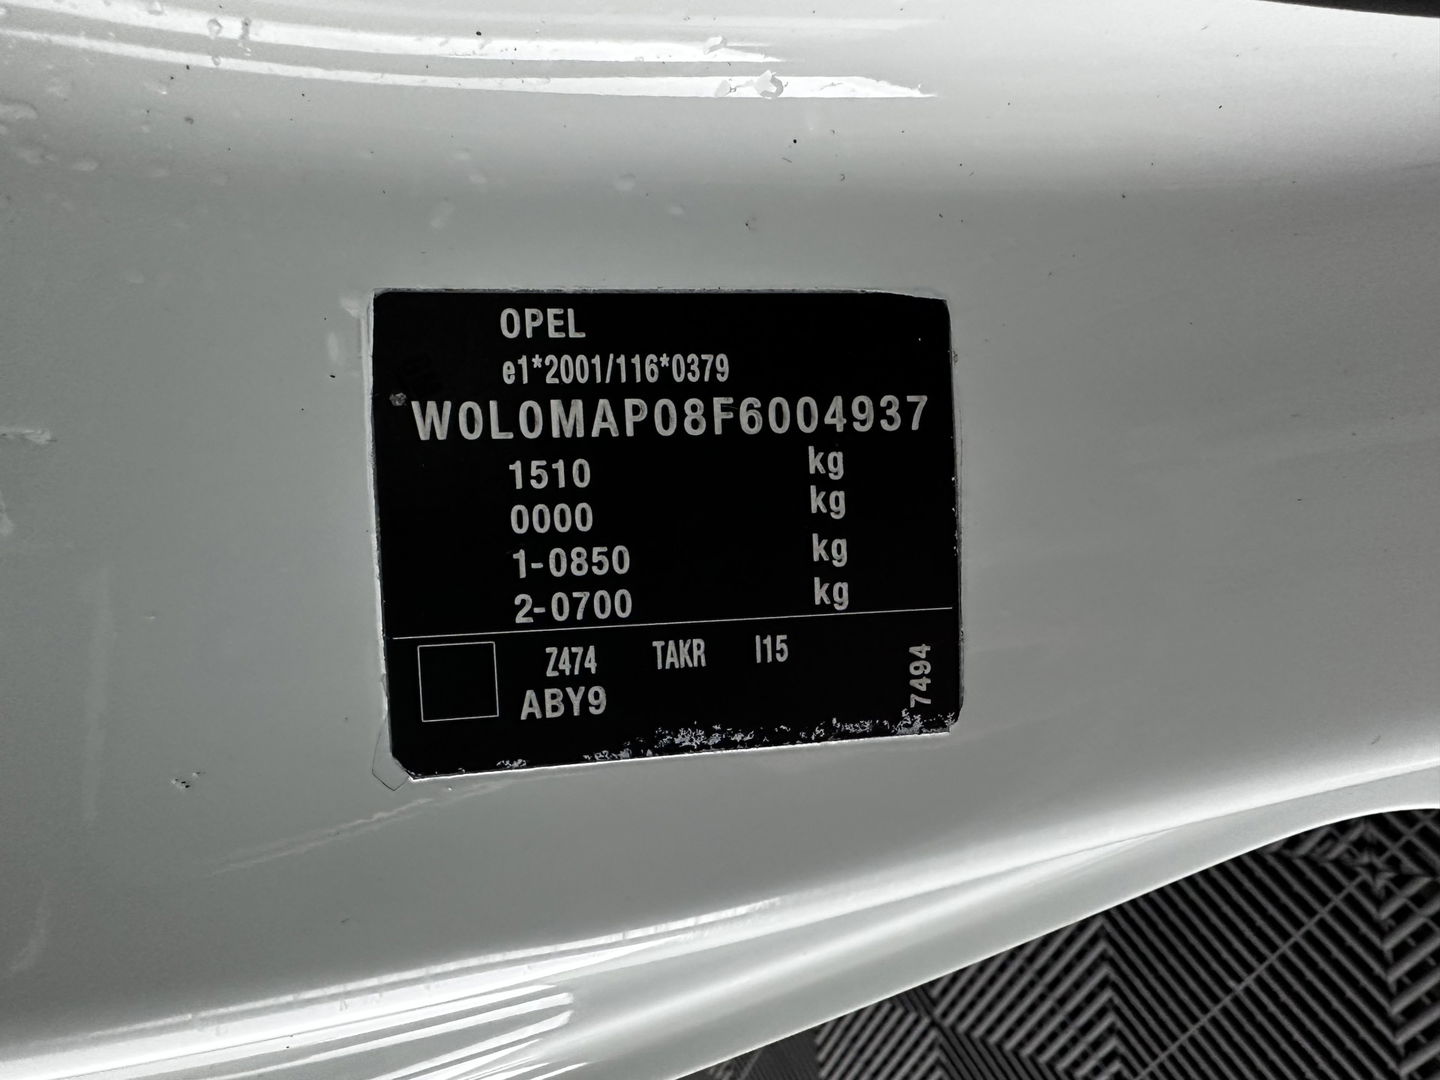 OPEL
e1*2001/116*0379
W0L0MAP08F6004937
1510 kg
0000 kg
1-0850 kg
2-0700 kg
Z474 TAKR I15
ABY9
7494